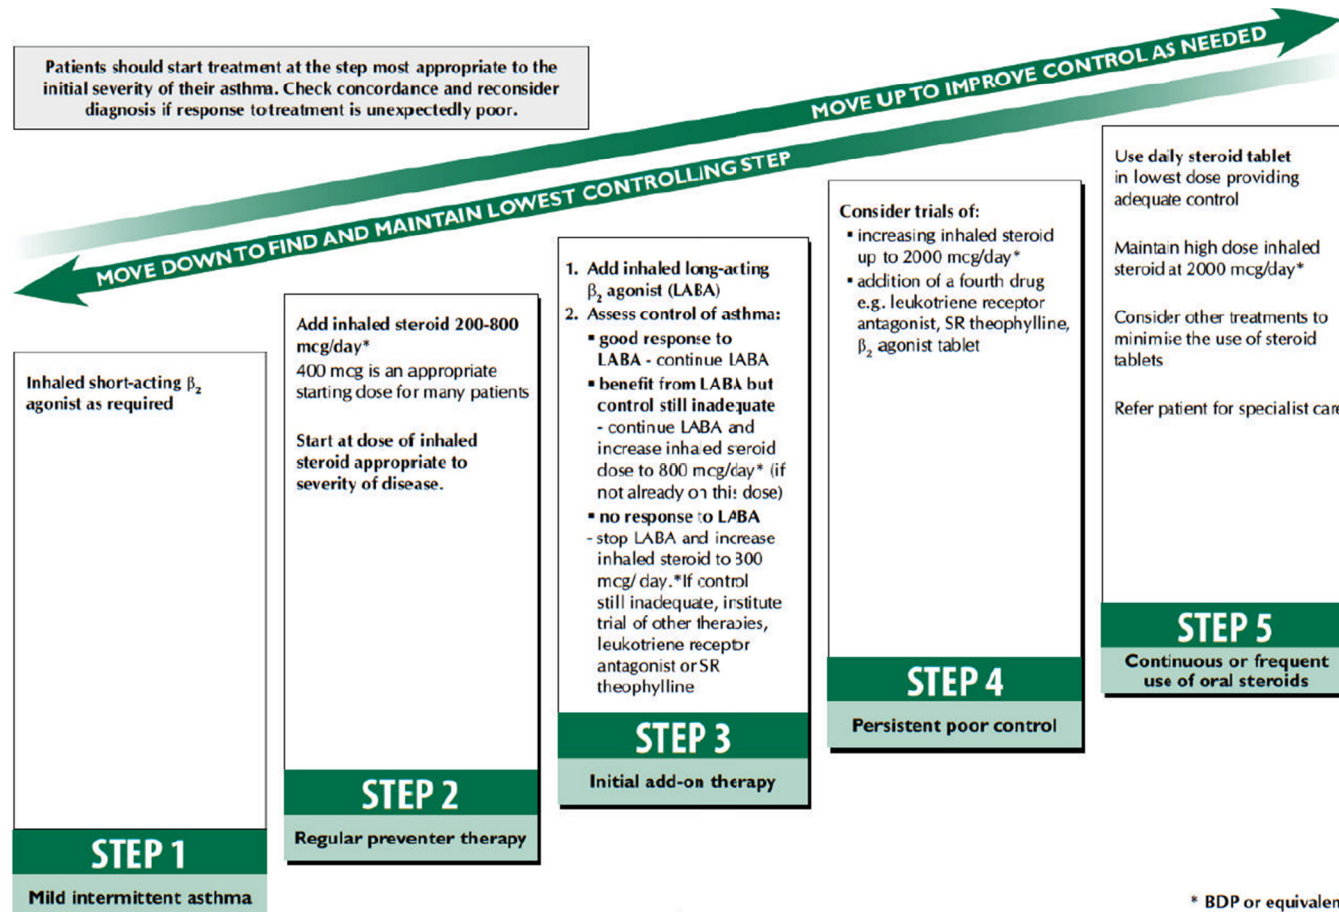 Patients should start treatment at the step most appropriate to the
initial severity of their asthma. Check concordance and reconsider
diagnosis if response to treatment is unexpectedly poor.
MOVE UP TO IMPROVE CONTROL AS NEEDED
MOVE DOWN TO FIND AND MAINTAIN LOWEST CONTROLLING STEP
Inhaled short-acting β₂
agonist as required
STEP 1
Mild intermittent asthma
Add inhaled steroid 200-800
mcg/day*
400 mcg is an appropriate
starting dose for many patients
Start at dose of inhaled
steroid appropriate to
severity of disease.
STEP 2
Regular preventer therapy
1. Add inhaled long-acting
β₂ agonist (LABA)
2. Assess control of asthma:
▪ good response to
LABA - continue LABA
▪ benefit from LABA but
control still inadequate
- continue LABA and
increase inhaled steroid
dose to 800 mcg/day* (if
not already on this dose)
▪ no response to LABA
- stop LABA and increase
inhaled steroid to
mcg/ day.*If control
still inadequate, institute
trial of other therapies,
leukotriene receptor
antagonist or SR
theophylline
STEP 3
Initial add-on therapy
Consider trials of:
▪ increasing inhaled steroid
up to 2000 mcg/day*
▪ addition of a fourth drug
e.g. leukotriene receptor
antagonist, SR theophylline,
β₂ agonist tablet
STEP 4
Persistent poor control
Use daily steroid tablet
in lowest dose providing
adequate control
Maintain high dose inhaled
steroid at 2000 mcg/day*
Consider other treatments to
minimise the use of steroid
tablets
Refer patient for specialist care
STEP 5
Continuous or frequent
use of oral steroids
* BDP or equivalen